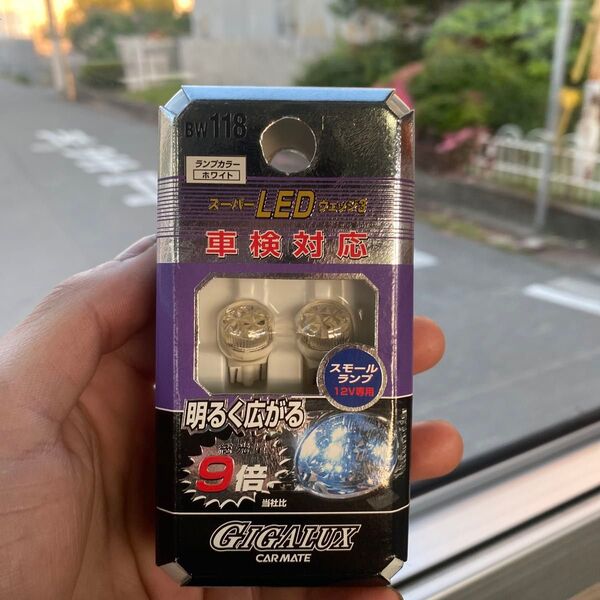 BW118
ランプカラー
ホワイト
スーパーLEDウェッジ3
車検対応
スモール
ランプ
12V専用
明るく広がる
9倍
当社比
GIGALUX
CARMATE